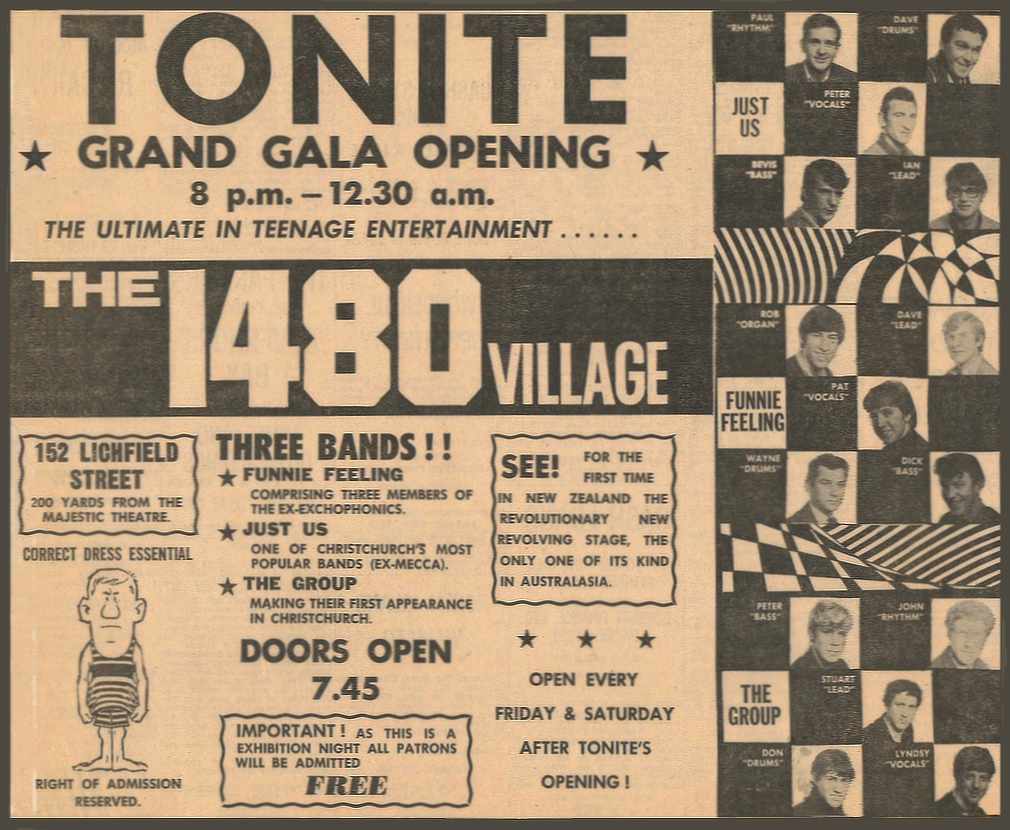 TONITE
★ GRAND GALA OPENING ★
8 p.m. – 12.30 a.m.
THE ULTIMATE IN TEENAGE ENTERTAINMENT ......
THE 1480 VILLAGE
152 LICHFIELD
STREET
200 YARDS FROM THE
MAJESTIC THEATRE.
CORRECT DRESS ESSENTIAL
RIGHT OF ADMISSION
RESERVED.
THREE BANDS!!
★ FUNNIE FEELING
COMPRISING THREE MEMBERS OF
THE EX-EXCHOPHONICS.
★ JUST US
ONE OF CHRISTCHURCH'S MOST
POPULAR BANDS (EX-MECCA).
★ THE GROUP
MAKING THEIR FIRST APPEARANCE
IN CHRISTCHURCH.
DOORS OPEN
7.45
IMPORTANT! AS THIS IS A
EXHIBITION NIGHT ALL PATRONS
WILL BE ADMITTED
FREE
SEE! FOR THE
FIRST TIME
IN NEW ZEALAND THE
REVOLUTIONARY NEW
REVOLVING STAGE, THE
ONLY ONE OF ITS KIND
IN AUSTRALASIA.
★ ★ ★
OPEN EVERY
FRIDAY & SATURDAY
AFTER TONITE'S
OPENING!
PAUL
"RHYTHM"
DAVE
"DRUMS"
JUST
US
PETER
"VOCALS"
BEVIS
"BASS"
IAN
"LEAD"
ROB
"ORGAN"
DAVE
"LEAD"
FUNNIE
FEELING
PAT
"VOCALS"
WAYNE
"DRUMS"
DICK
"BASS"
PETER
"BASS"
JOHN
"RHYTHM"
THE
GROUP
STUART
"LEAD"
DON
"DRUMS"
LYNDSY
"VOCALS"